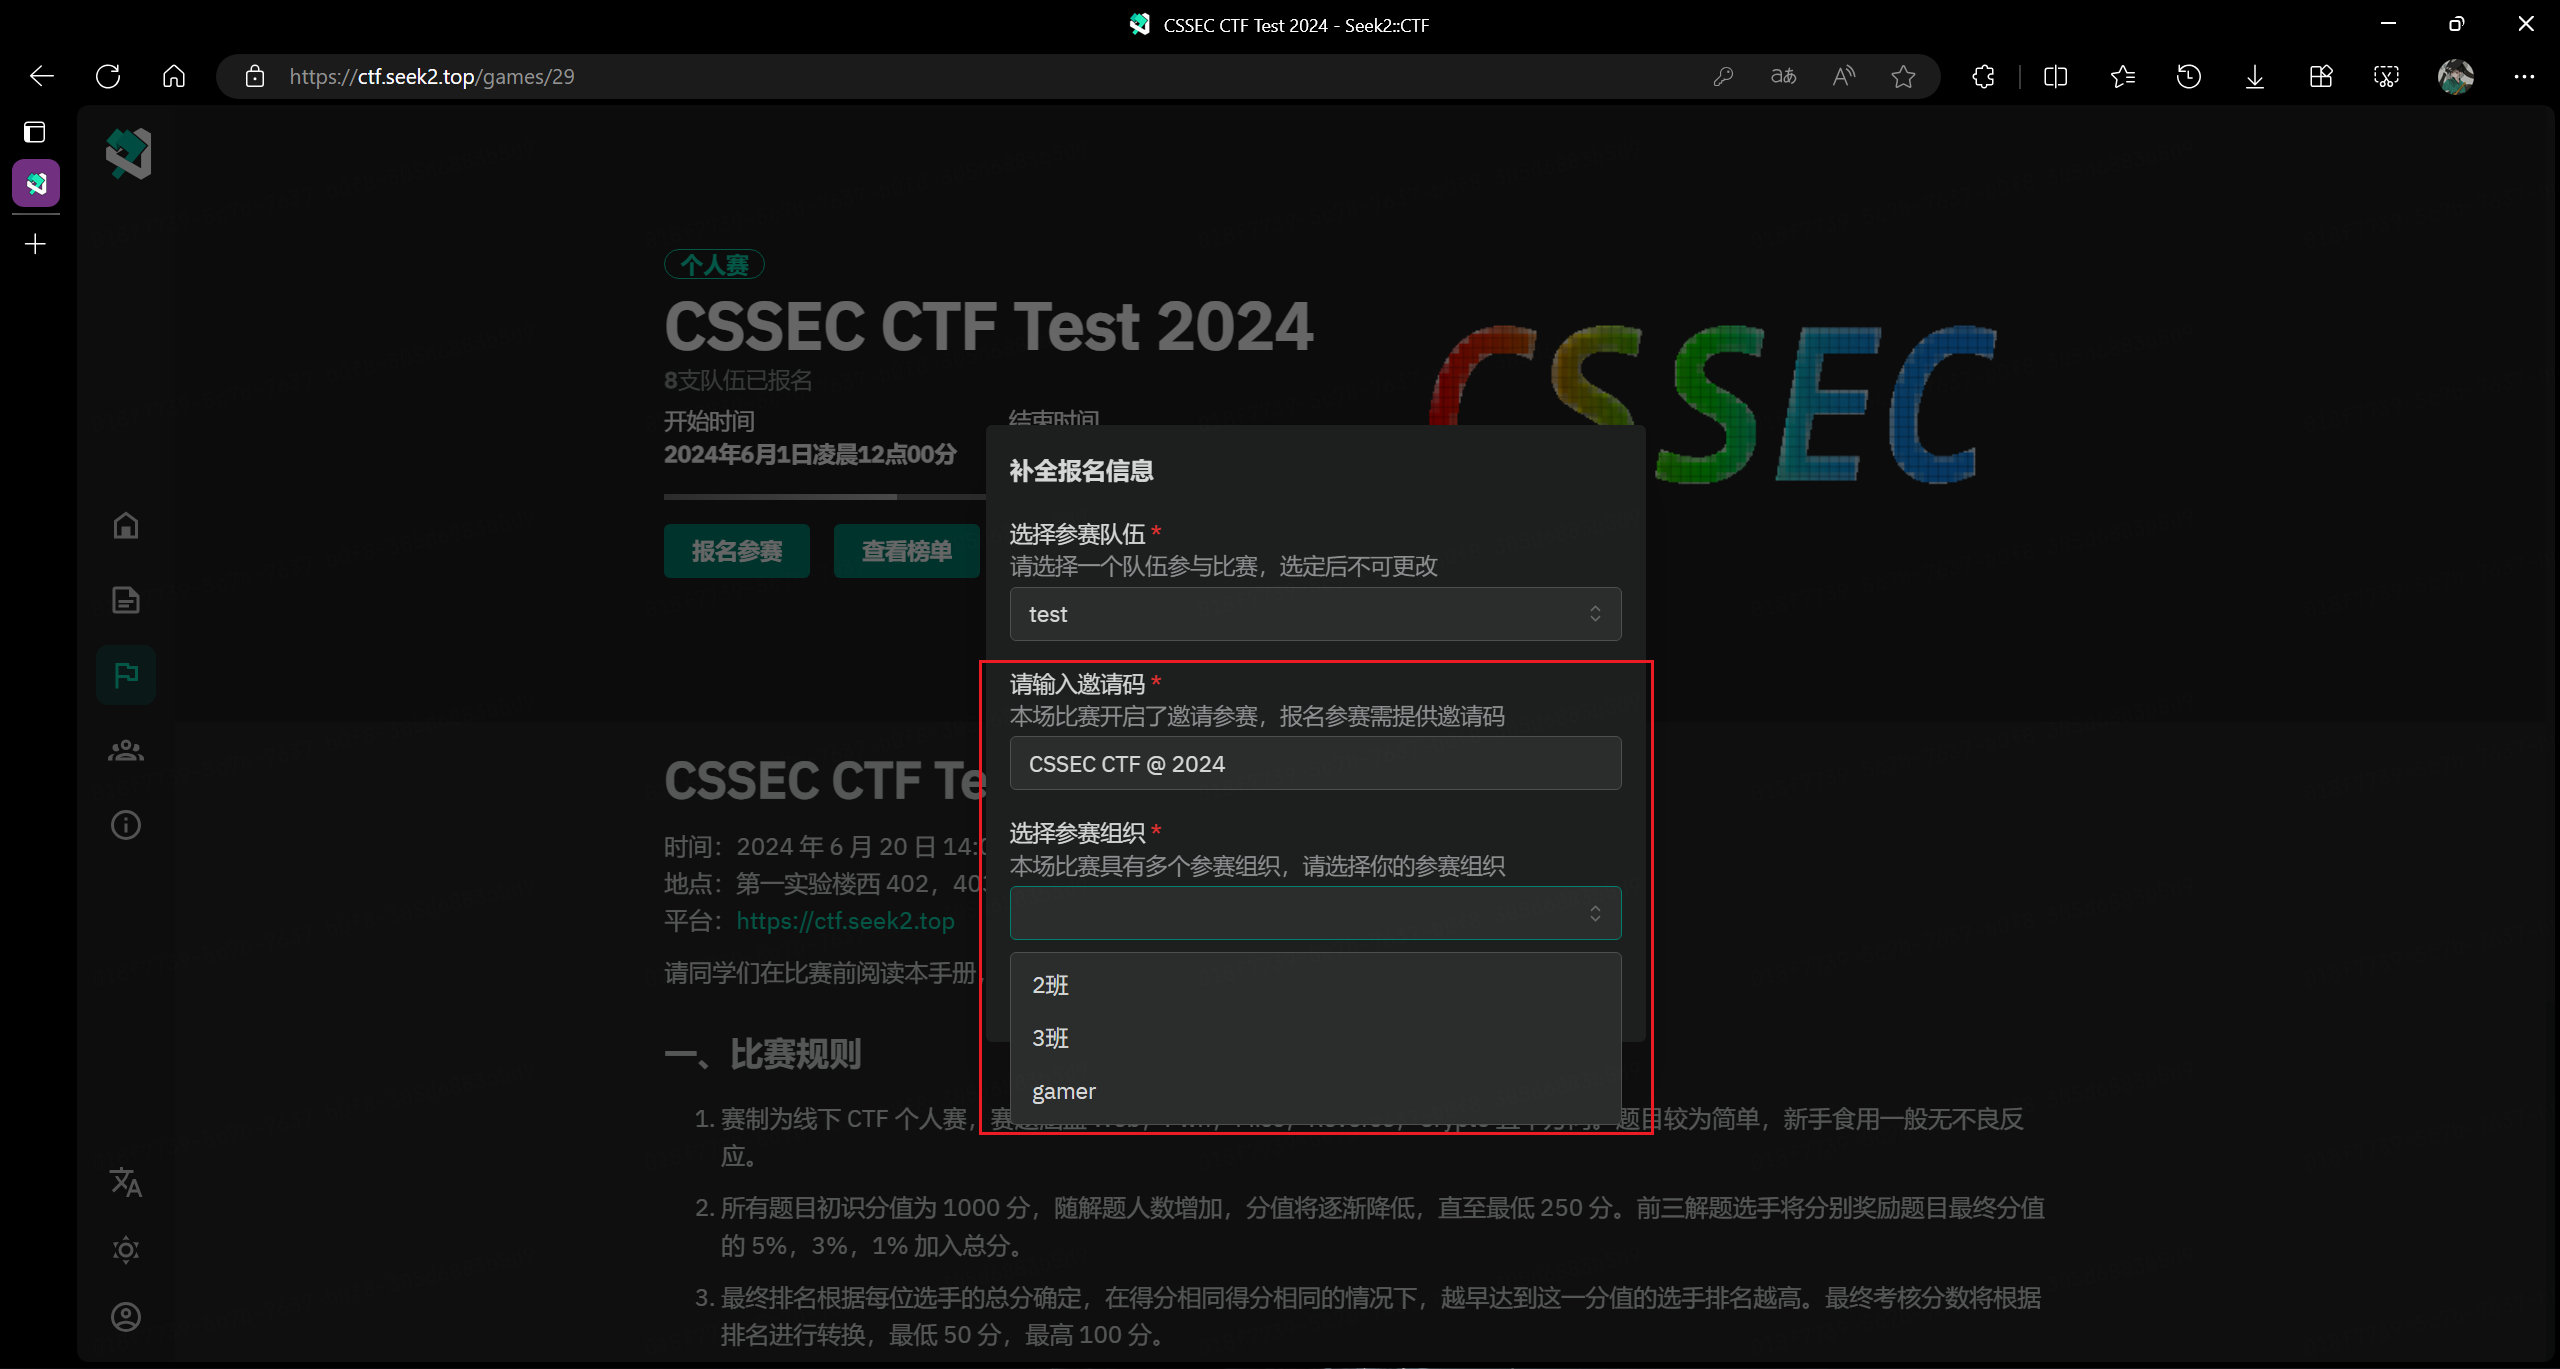 CSSEC CTF Test 2024 - Seek2::CTF
https://ctf.seek2.top/games/29
个人赛
CSSEC CTF Test 2024
8支队伍已报名
开始时间
结束时间
2024年6月1日凌晨12点00分
报名参赛
查看榜单
CSSEC
补全报名信息
选择参赛队伍 *
请选择一个队伍参与比赛，选定后不可更改
test
请输入邀请码 *
本场比赛开启了邀请参赛，报名参赛需提供邀请码
CSSEC CTF @ 2024
选择参赛组织 *
本场比赛具有多个参赛组织，请选择你的参赛组织
2班
3班
gamer
CSSEC CTF Te
时间：2024 年 6 月 20 日 14:
地点：第一实验楼西 402，403
平台：https://ctf.seek2.top
请同学们在比赛前阅读本手册，
一、比赛规则
1. 赛制为线下 CTF 个人赛，赛题涵盖 Web，Pwn，Misc，Reverse，Crypto 五个方向。题目较为简单，新手食用一般无不良反
应。
2. 所有题目初识分值为 1000 分，随解题人数增加，分值将逐渐降低，直至最低 250 分。前三解题选手将分别奖励题目最终分值
的 5%，3%，1% 加入总分。
3. 最终排名根据每位选手的总分确定，在得分相同得分相同的情况下，越早达到这一分值的选手排名越高。最终考核分数将根据
排名进行转换，最低 50 分，最高 100 分。